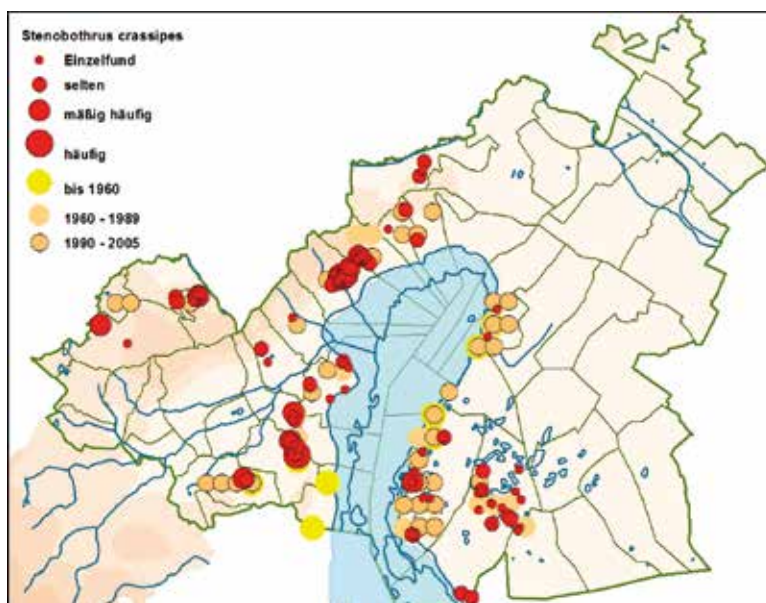 Stenobothrus crassipes
Einzelfund
selten
mäßig häufig
häufig
bis 1960
1960 - 1989
1990 - 2005